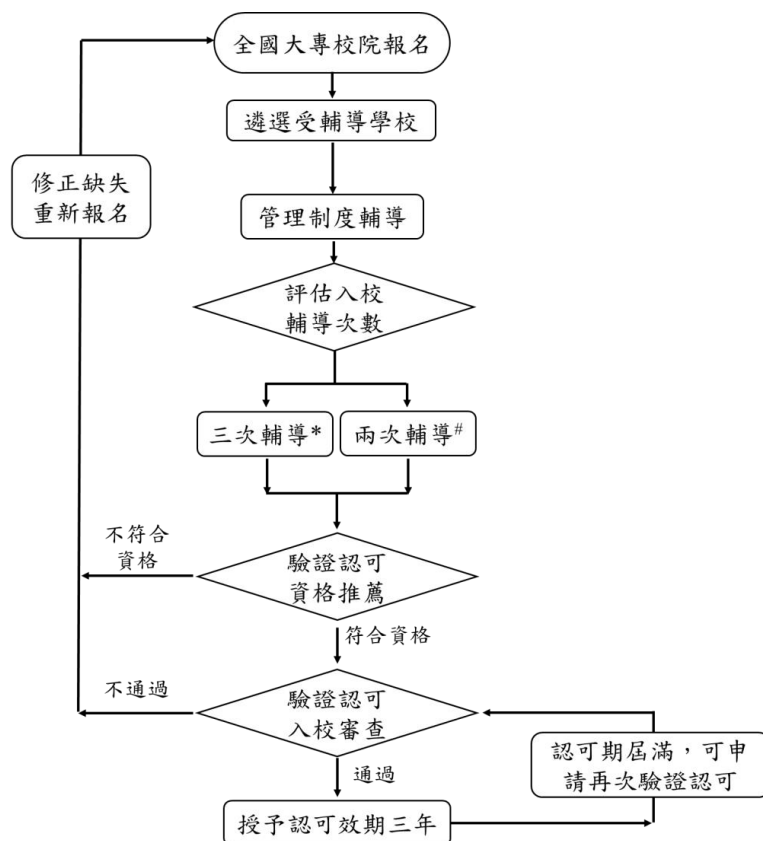 全國大專校院報名
遴選受輔導學校
修正缺失
重新報名
管理制度輔導
評估入校
輔導次數
三次輔導*
兩次輔導#
不符合
資格
驗證認可
資格推薦
符合資格
不通過
驗證認可
入校審查
認可期屆滿，可申
請再次驗證認可
通過
授予認可效期三年